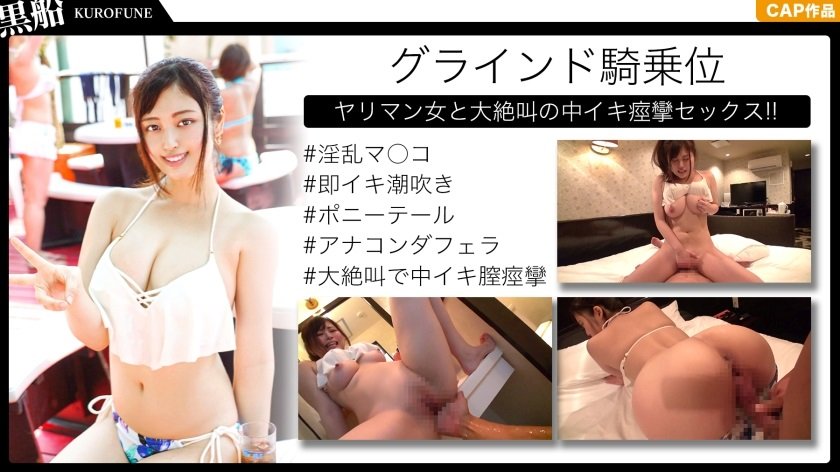 黒船
KUROFUNE
CAP作品
グラインド騎乗位
ヤリマン女と大絶叫の中イキ痙攣セックス!!
#淫乱マ〇コ
#即イキ潮吹き
#ポニーテール
#アナコンダフェラ
#大絶叫で中イキ膣痙攣